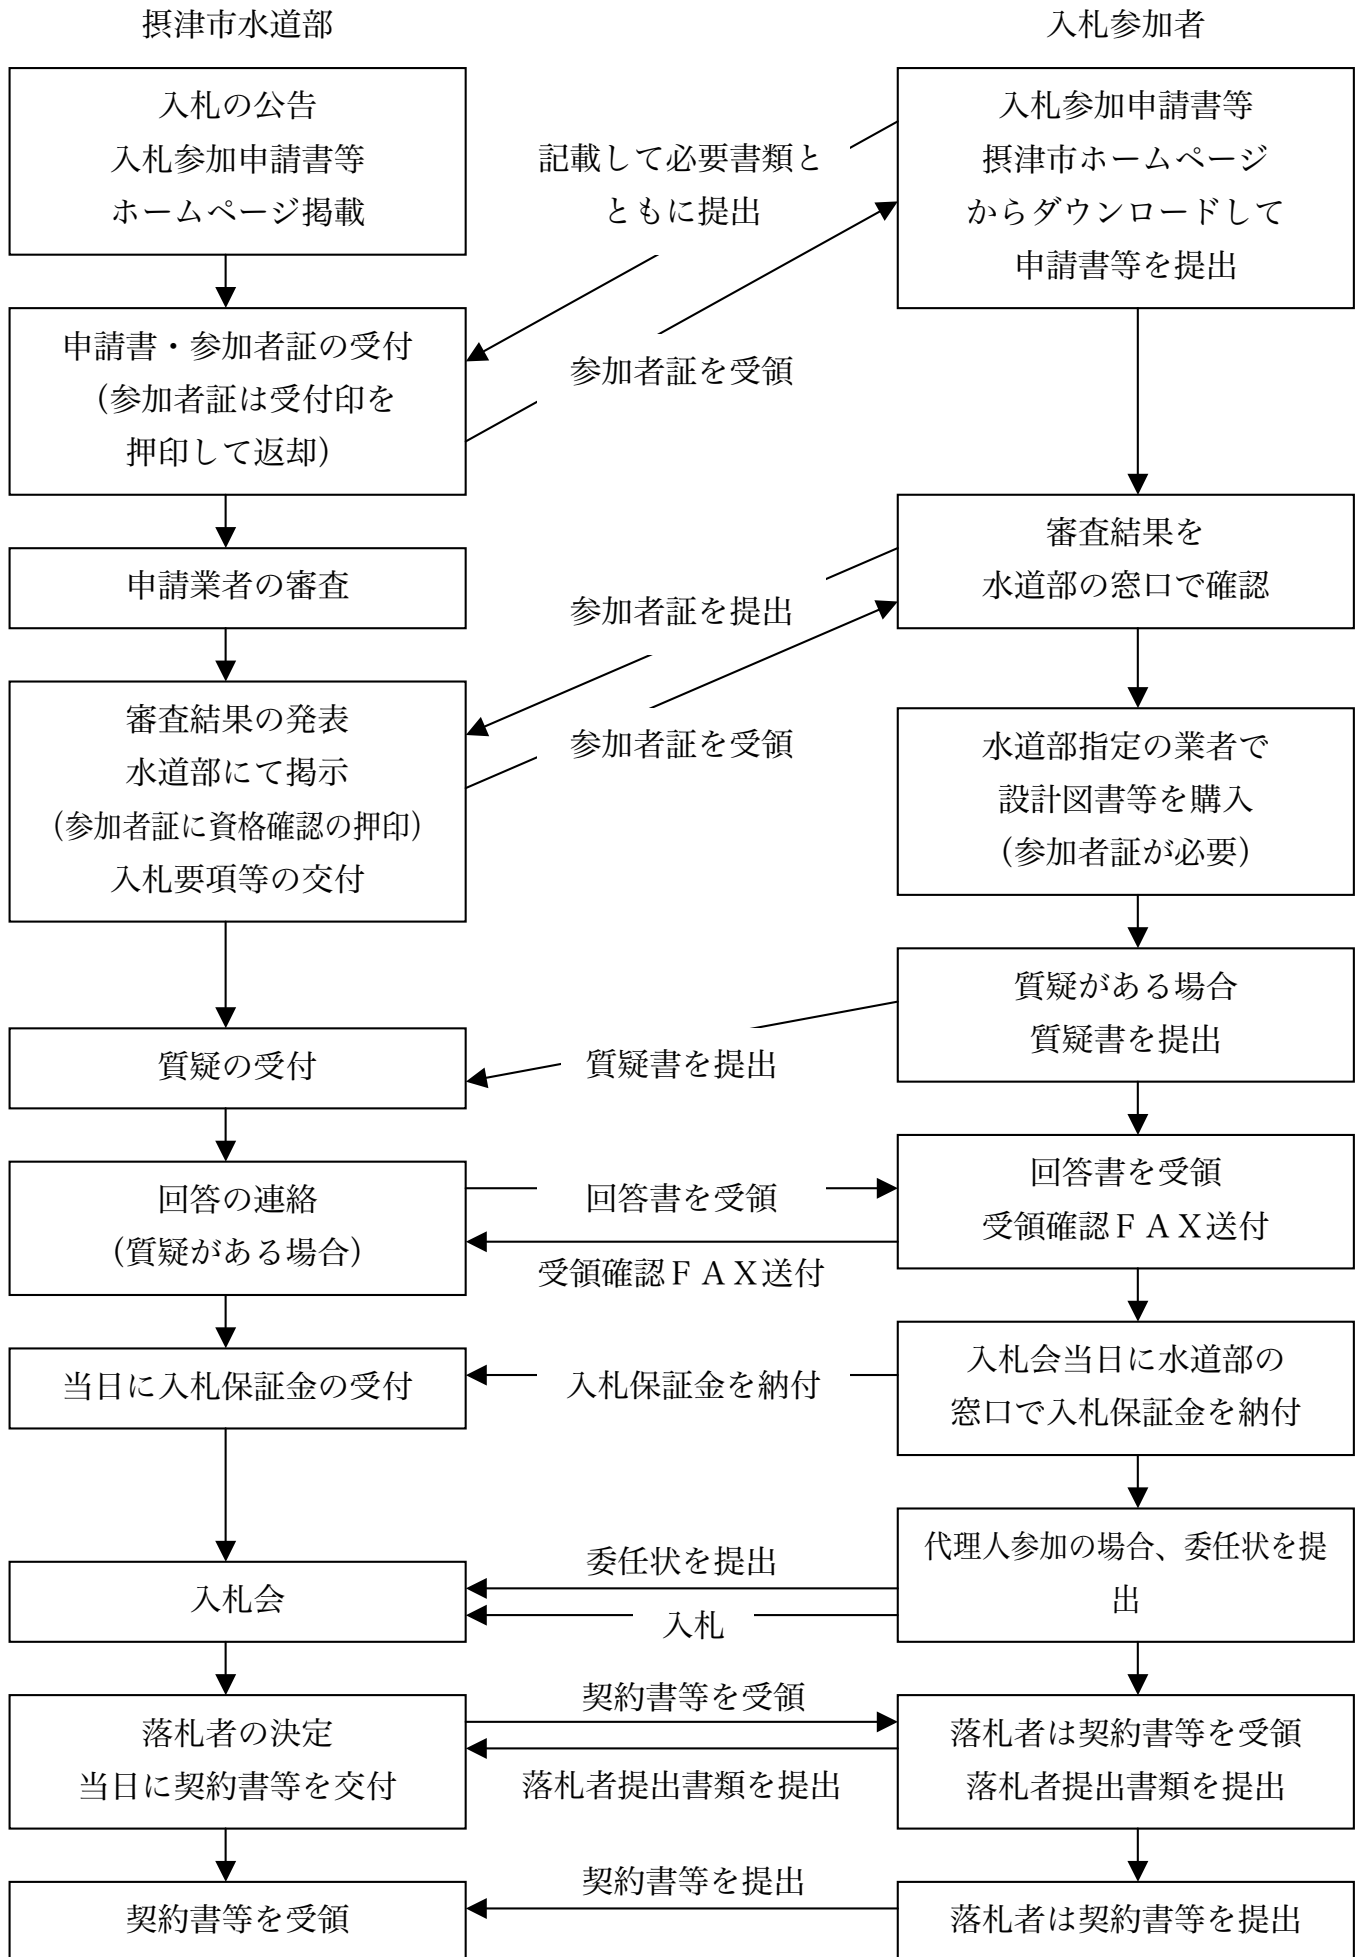 摂津市水道部
入札参加者
入札の公告
入札参加申請書等
ホームページ掲載
記載して必要書類と
ともに提出
入札参加申請書等
摂津市ホームページ
からダウンロードして
申請書等を提出
申請書・参加者証の受付
（参加者証は受付印を
押印して返却）
参加者証を受領
申請業者の審査
参加者証を提出
審査結果を
水道部の窓口で確認
審査結果の発表
水道部にて掲示
（参加者証に資格確認の押印）
入札要項等の交付
参加者証を受領
水道部指定の業者で
設計図書等を購入
（参加者証が必要）
質疑がある場合
質疑書を提出
質疑の受付
質疑書を提出
回答の連絡
（質疑がある場合）
回答書を受領
受領確認ＦＡＸ送付
回答書を受領
受領確認ＦＡＸ送付
当日に入札保証金の受付
入札保証金を納付
入札会当日に水道部の
窓口で入札保証金を納付
入札会
委任状を提出
入札
代理人参加の場合、委任状を提
出
落札者の決定
当日に契約書等を交付
契約書等を受領
落札者提出書類を提出
落札者は契約書等を受領
落札者提出書類を提出
契約書等を受領
契約書等を提出
落札者は契約書等を提出